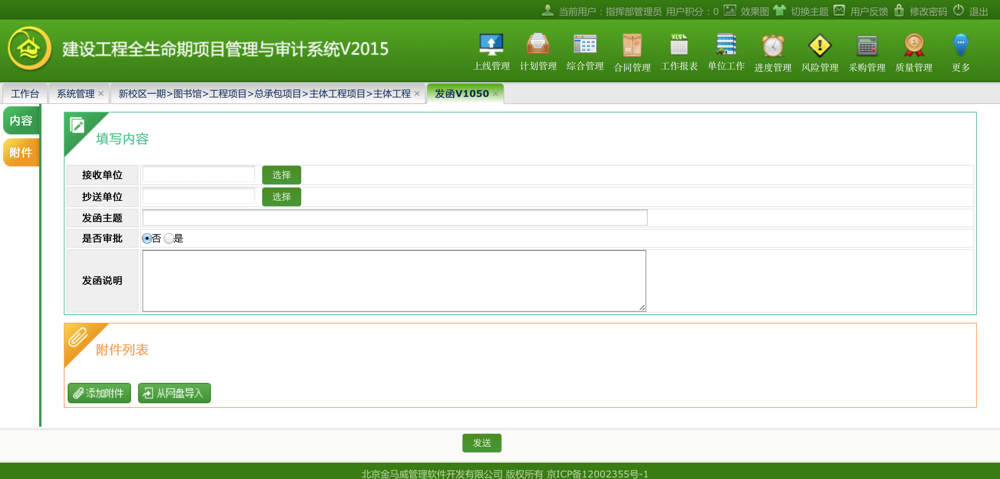 当前用户：指挥部管理员 用户积分：0 效果图 切换主题 用户反馈 修改密码 退出
建设工程全生命期项目管理与审计系统V2015
上线管理 计划管理 综合管理 合同管理 XLS 工作报表 单位工作 进度管理 风险管理 采购管理 质量管理 更多
工作台 系统管理 新校区一期>图书馆>工程项目>总承包项目>主体工程项目>主体工程 发函V1050
内容
附件
填写内容
接收单位 选择
抄送单位 选择
发函主题
是否审批 否 是
发函说明
附件列表
添加附件 从网盘导入
发送
北京金马威管理软件开发有限公司 版权所有 京ICP备12002355号-1